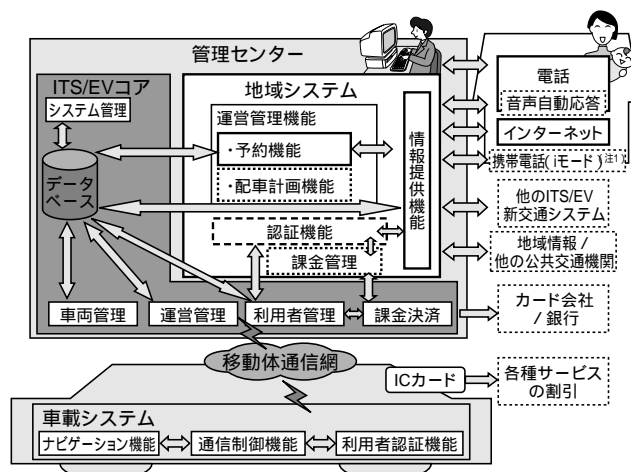 管理センター
ITS/EVコア
システム管理
データ
ベース
地域システム
運営管理機能
・予約機能
・配車計画機能
認証機能
課金管理
情報提供機能
車両管理
運営管理
利用者管理
課金決済
電話
音声自動応答
インターネット
携帯電話(iモード)注1)
他のITS/EV
新交通システム
地域情報/
他の公共交通機関
カード会社
/銀行
移動体通信網
ICカード
各種サービス
の割引
車載システム
ナビゲーション機能
通信制御機能
利用者認証機能